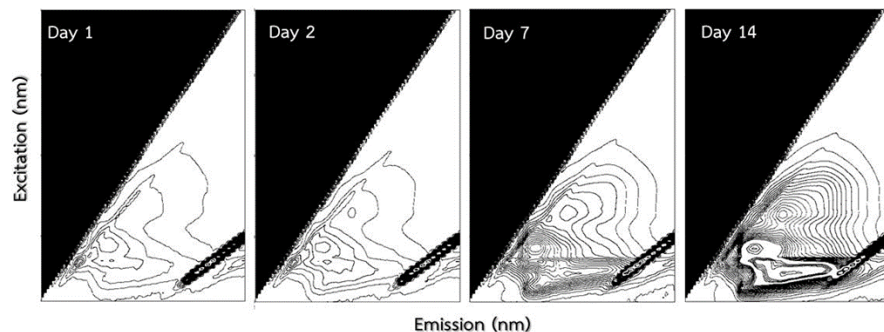 Day 1
Day 2
Day 7
Day 14
Excitation (nm)
Emission (nm)